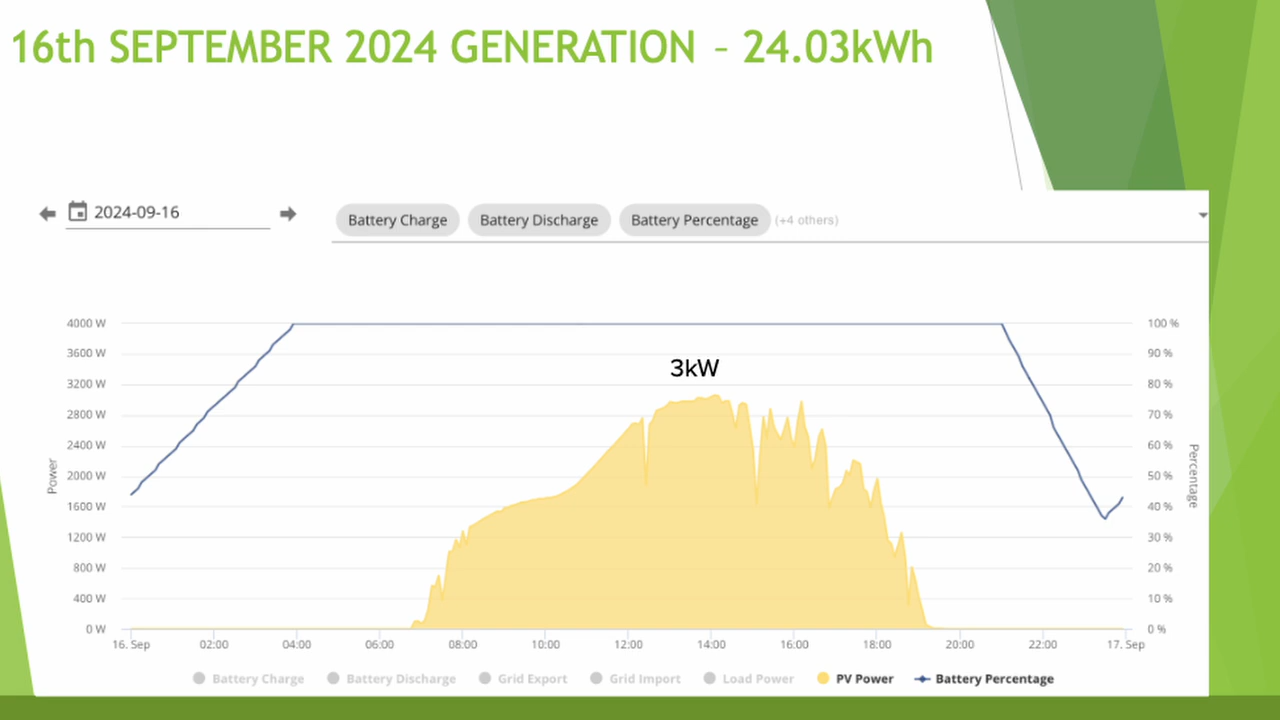 16th SEPTEMBER 2024 GENERATION – 24.03kWh
2024-09-16
Battery Charge Battery Discharge Battery Percentage (+4 others)
4000 W 100 %
3600 W 90 %
3kW
3200 W 80 %
2800 W 70 %
2400 W 60 %
2000 W 50 %
Power
Percentage
1600 W 40 %
1200 W 30 %
800 W 20 %
400 W 10 %
0 W 0 %
16. Sep 02:00 04:00 06:00 08:00 10:00 12:00 14:00 16:00 18:00 20:00 22:00 17. Sep
Battery Charge Battery Discharge Grid Export Grid Import Load Power PV Power Battery Percentage